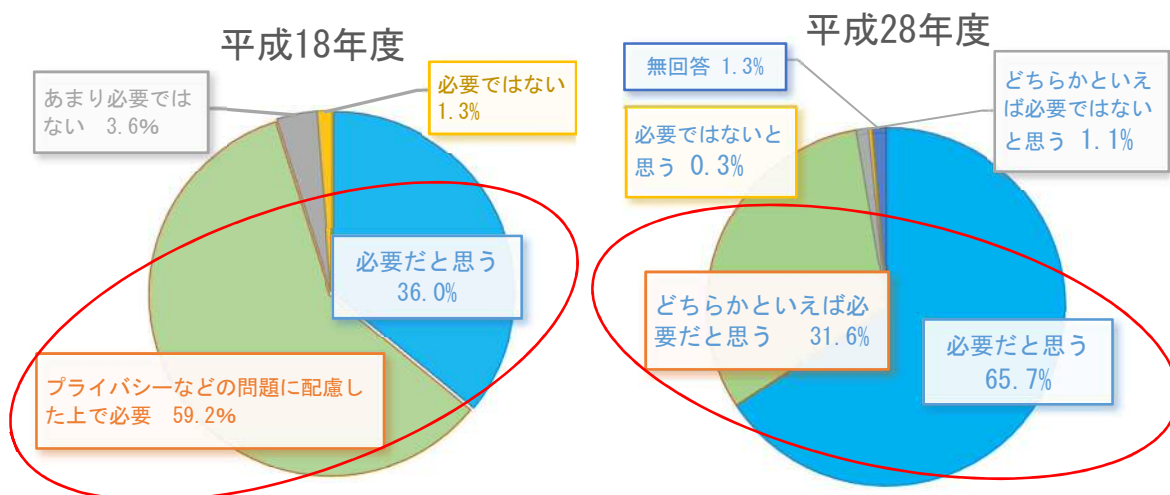 平成18年度
あまり必要では
ない 3.6%
必要ではない
1.3%
必要だと思う
36.0%
プライバシーなどの問題に配慮し
た上で必要 59.2%
平成28年度
無回答 1.3%
どちらかといえ
ば必要ではない
と思う 1.1%
必要ではないと
思う 0.3%
どちらかといえば必
要だと思う 31.6%
必要だと思う
65.7%